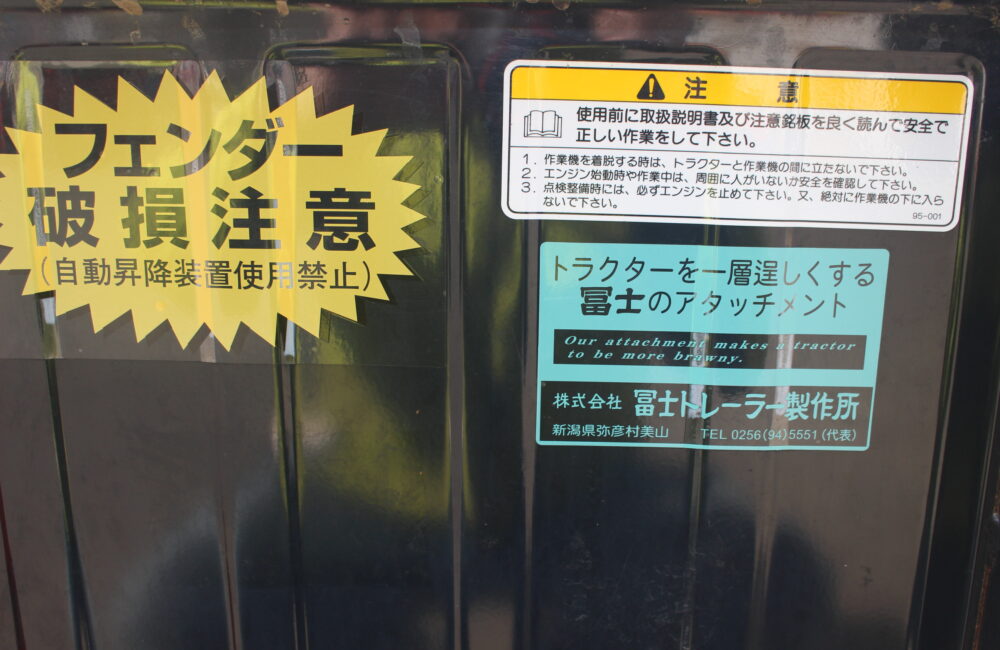 フェンダー
破損注意
（自動昇降装置使用禁止）
注意
使用前に取扱説明書及び注意銘板を良く読んで安全で
正しい作業をして下さい。
1. 作業機を着脱する時は、トラクターと作業機の間に立たないで下さい。
2. エンジン始動時や作業中は、周囲に人がいないか安全を確認して下さい。
3. 点検整備時には、必ずエンジンを止めて下さい。又、絶対に作業機の下に入ら
ないで下さい。
95-001
トラクターを一層逞しくする
冨士のアタッチメント
Our attachment makes a tractor
to be more brawny.
株式会社 冨士トレーラー製作所
新潟県弥彦村美山 TEL 0256(94)5551(代表)